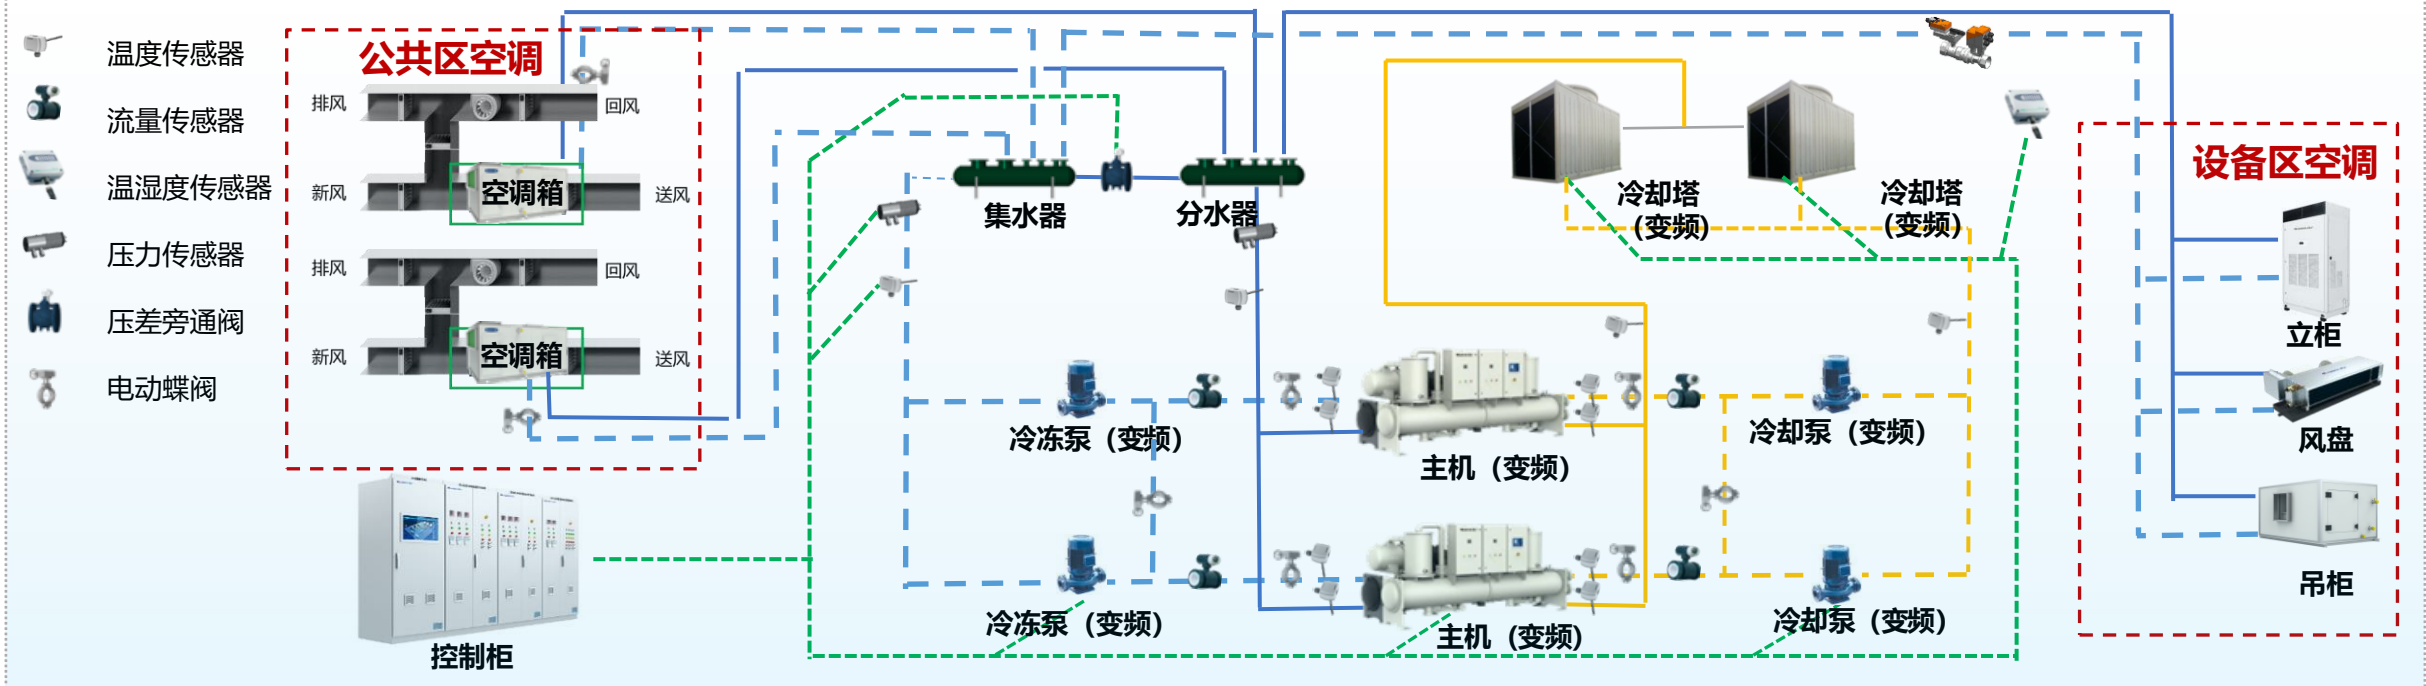 温度传感器
流量传感器
温湿度传感器
压力传感器
压差旁通阀
电动蝶阀
公共区空调
排风
回风
新风
空调箱
送风
排风
回风
新风
空调箱
送风
控制柜
集水器
分水器
冷却塔
（变频）
冷却塔
（变频）
冷冻泵（变频）
主机（变频）
冷却泵（变频）
冷冻泵（变频）
主机（变频）
冷却泵（变频）
设备区空调
立柜
风盘
吊柜